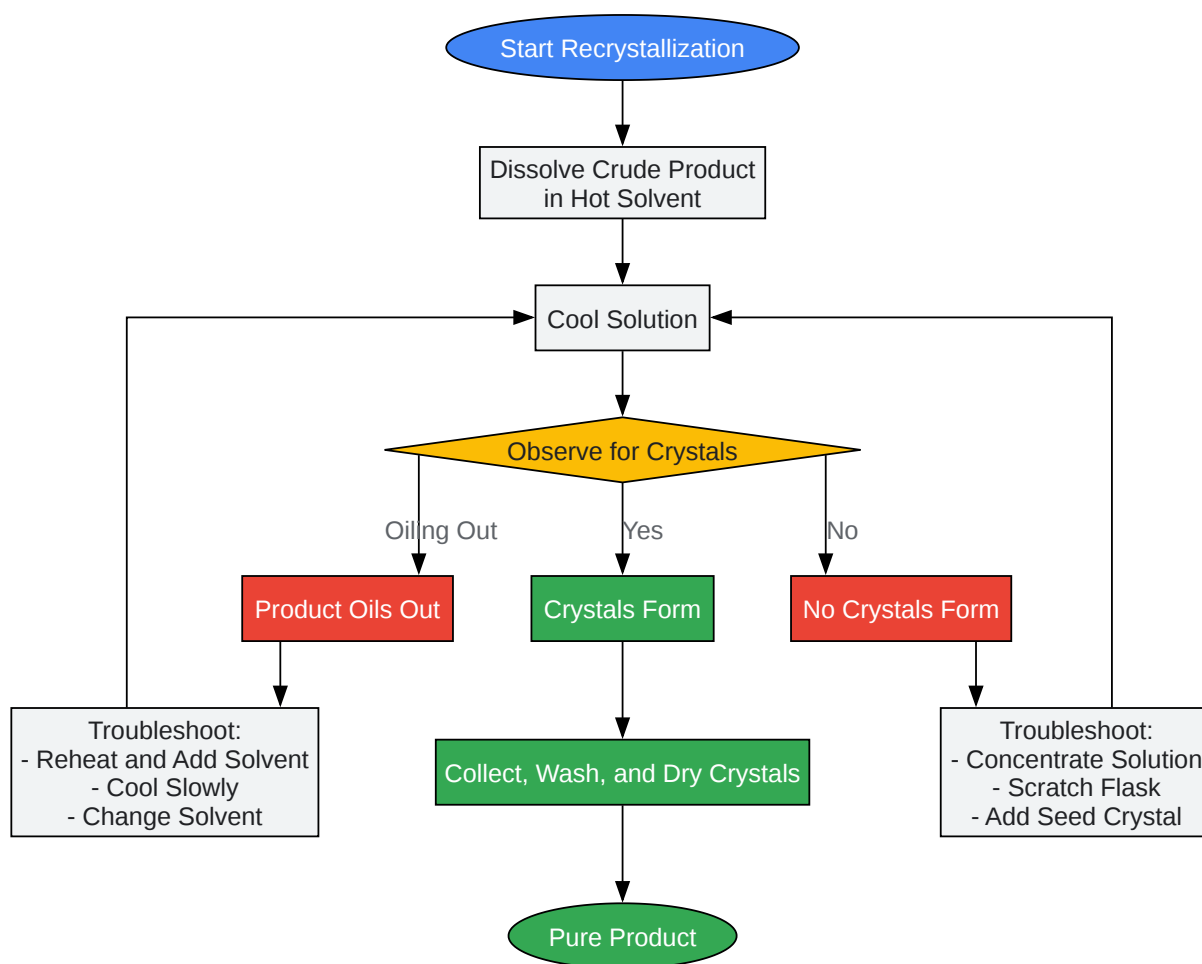 Start Recrystallization
Dissolve Crude Product
in Hot Solvent
Cool Solution
Observe for Crystals
Oiling Out
Yes
No
Product Oils Out
Crystals Form
No Crystals Form
Troubleshoot:
- Reheat and Add Solvent
- Cool Slowly
- Change Solvent
Collect, Wash, and Dry Crystals
Troubleshoot:
- Concentrate Solution
- Scratch Flask
- Add Seed Crystal
Pure Product